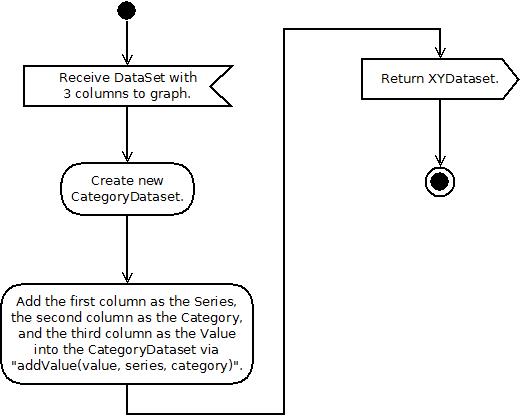 Receive DataSet with
3 columns to graph.
Create new
CategoryDataset.
Add the first column as the Series,
the second column as the Category,
and the third column as the Value
into the CategoryDataset via
"addValue(value, series, category)".
Return XYDataset.